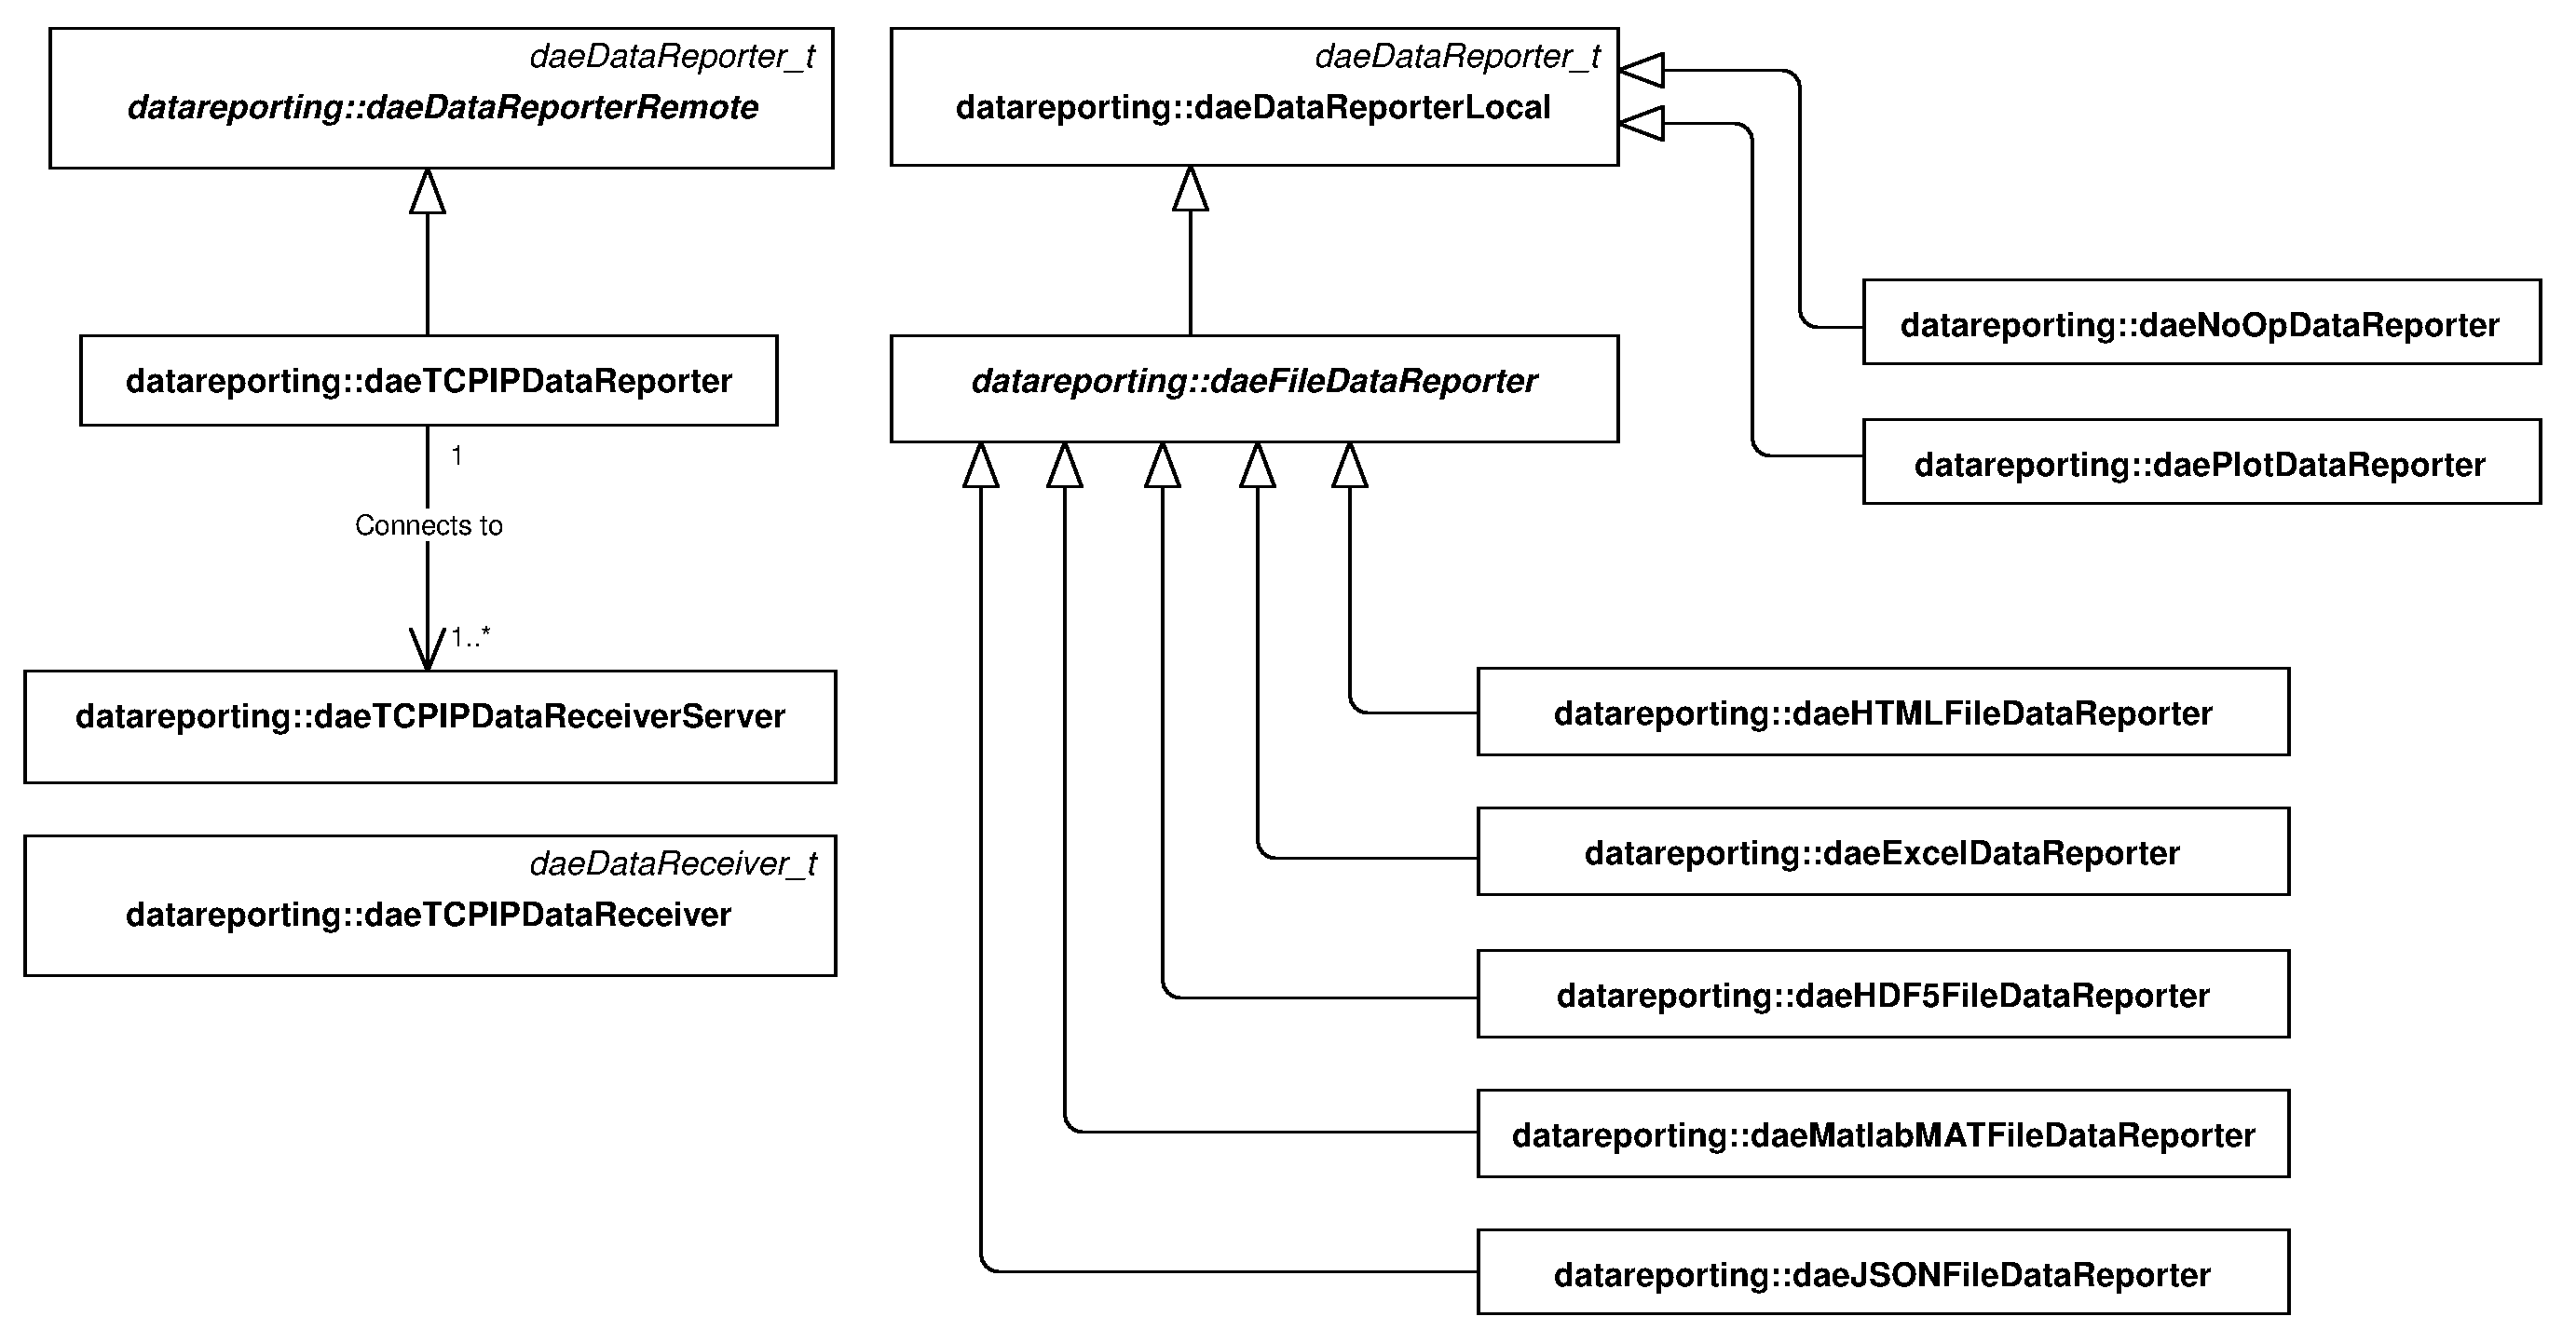 daeDataReporter_t
datareporting::daeDataReporterRemote
daeDataReporter_t
datareporting::daeDataReporterLocal
datareporting::daeNoOpDataReporter
datareporting::daeTCPIPDataReporter
datareporting::daeFileDataReporter
datareporting::daePlotDataReporter
1
Connects to
1..*
datareporting::daeTCPIPDataReceiverServer
daeDataReceiver_t
datareporting::daeTCPIPDataReceiver
datareporting::daeHTMLFileDataReporter
datareporting::daeExcelDataReporter
datareporting::daeHDF5FileDataReporter
datareporting::daeMatlabMATFileDataReporter
datareporting::daeJSONFileDataReporter